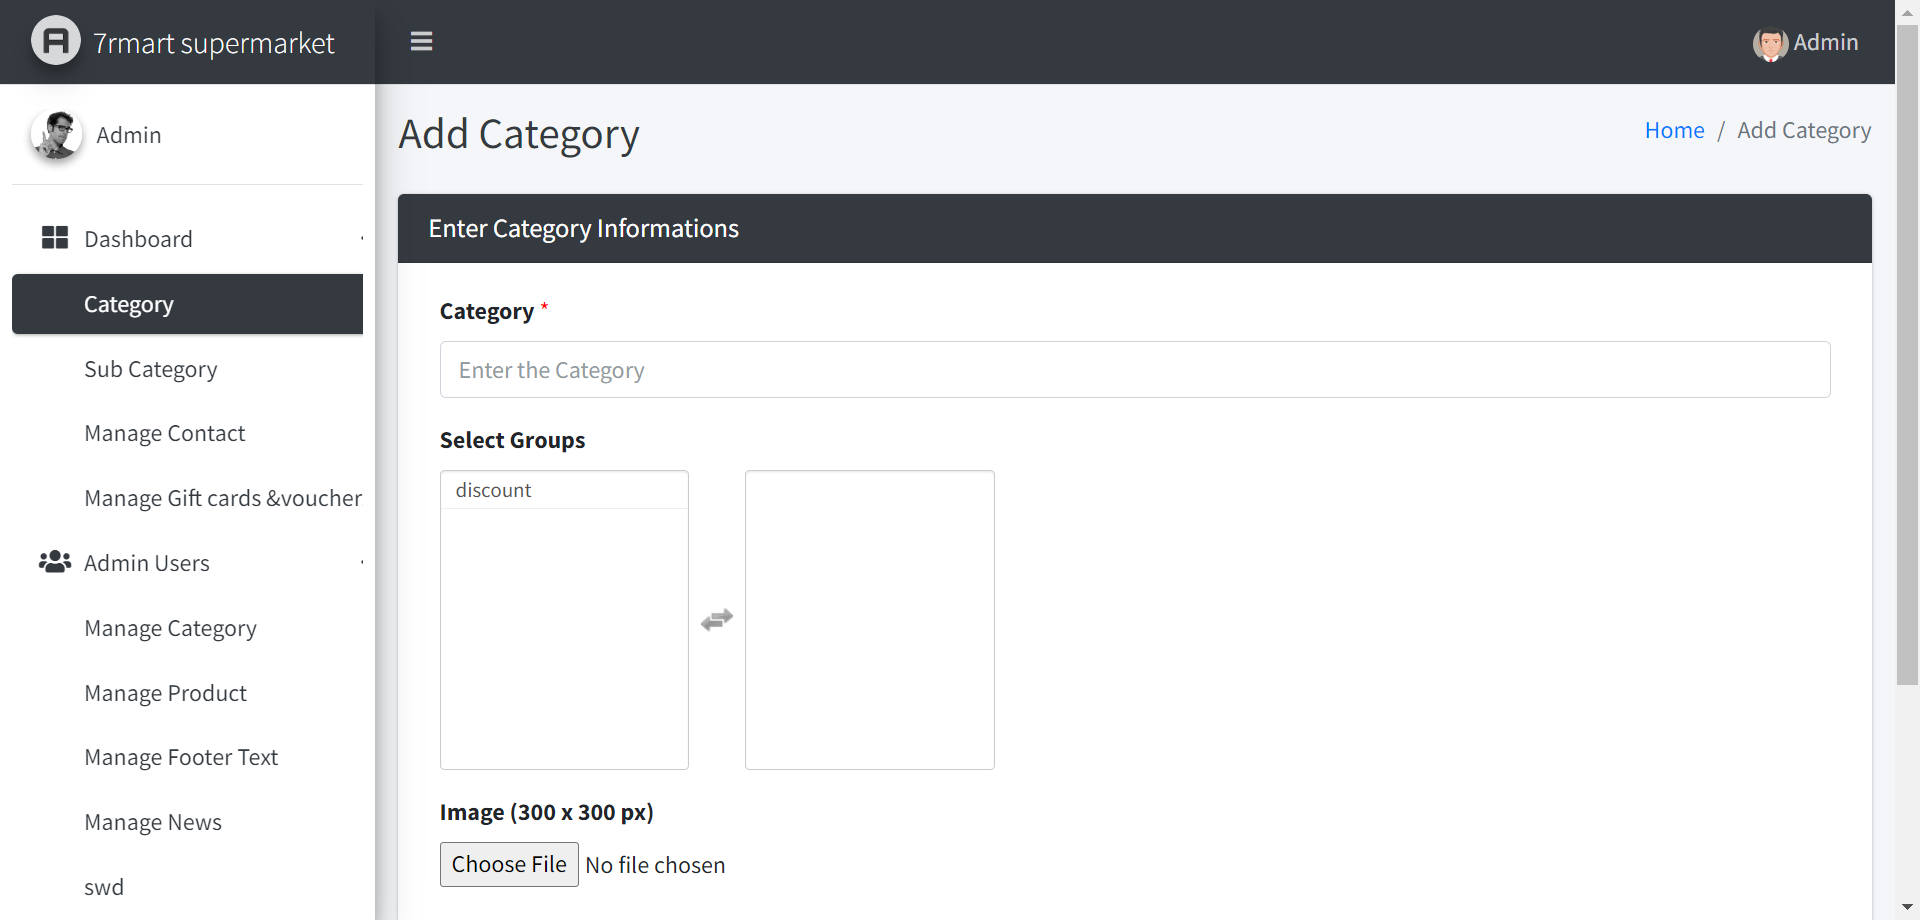 7rmart supermarket
Admin
Admin
Add Category
Home / Add Category
Dashboard
Category
Sub Category
Manage Contact
Manage Gift cards &voucher
Admin Users
Manage Category
Manage Product
Manage Footer Text
Manage News
swd
Enter Category Informations
Category *
Enter the Category
Select Groups
discount
Image (300 x 300 px)
Choose File No file chosen